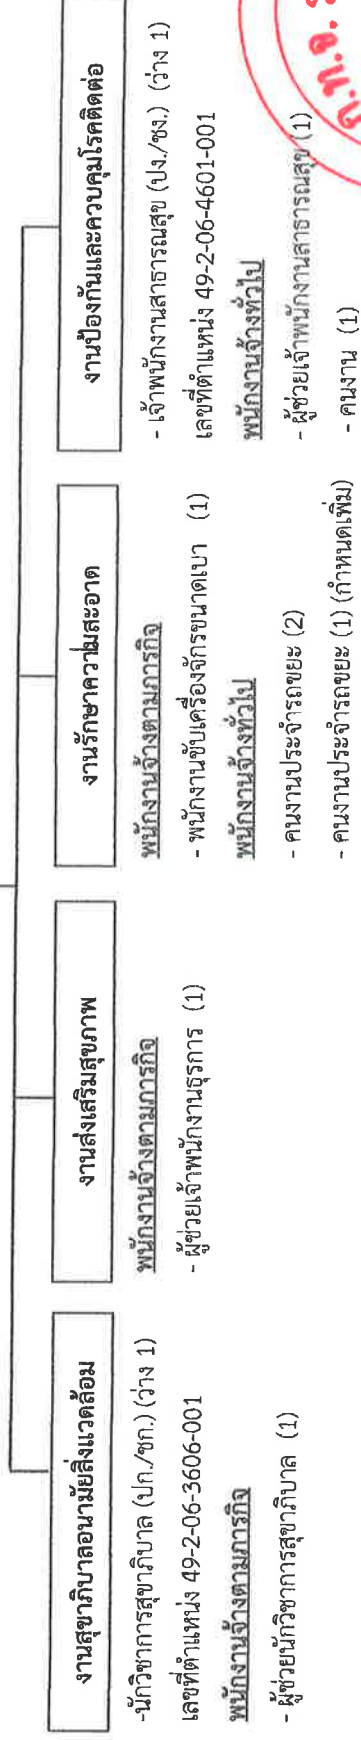 งานสุขาภิบาลอนามัยสิ่งแวดล้อม
-นักวิชาการสุขาภิบาล (ปก./ชก.) (ว่าง 1)
เลขที่ตำแหน่ง 49-2-06-3606-001
พนักงานจ้างตามภารกิจ
- ผู้ช่วยนักวิชาการสุขาภิบาล (1)
งานส่งเสริมสุขภาพ
พนักงานจ้างตามภารกิจ
- ผู้ช่วยเจ้าพนักงานธุรการ (1)
งานรักษาความสะอาด
พนักงานจ้างตามภารกิจ
- พนักงานขับเครื่องจักรขนาดเบา (1)
พนักงานจ้างทั่วไป
- คนงานประจำรถขยะ (2)
- คนงานประจำรถขยะ (1) (กำหนดเพิ่ม)
งานป้องกันและควบคุมโรคติดต่อ
- เจ้าพนักงานสาธารณสุข (ปง./ชง.) (ว่าง 1)
เลขที่ตำแหน่ง 49-2-06-4601-001
พนักงานจ้างทั่วไป
- ผู้ช่วยเจ้าพนักงานสาธารณสุข (1)
- คนงาน (1)
ก.ท.จ.